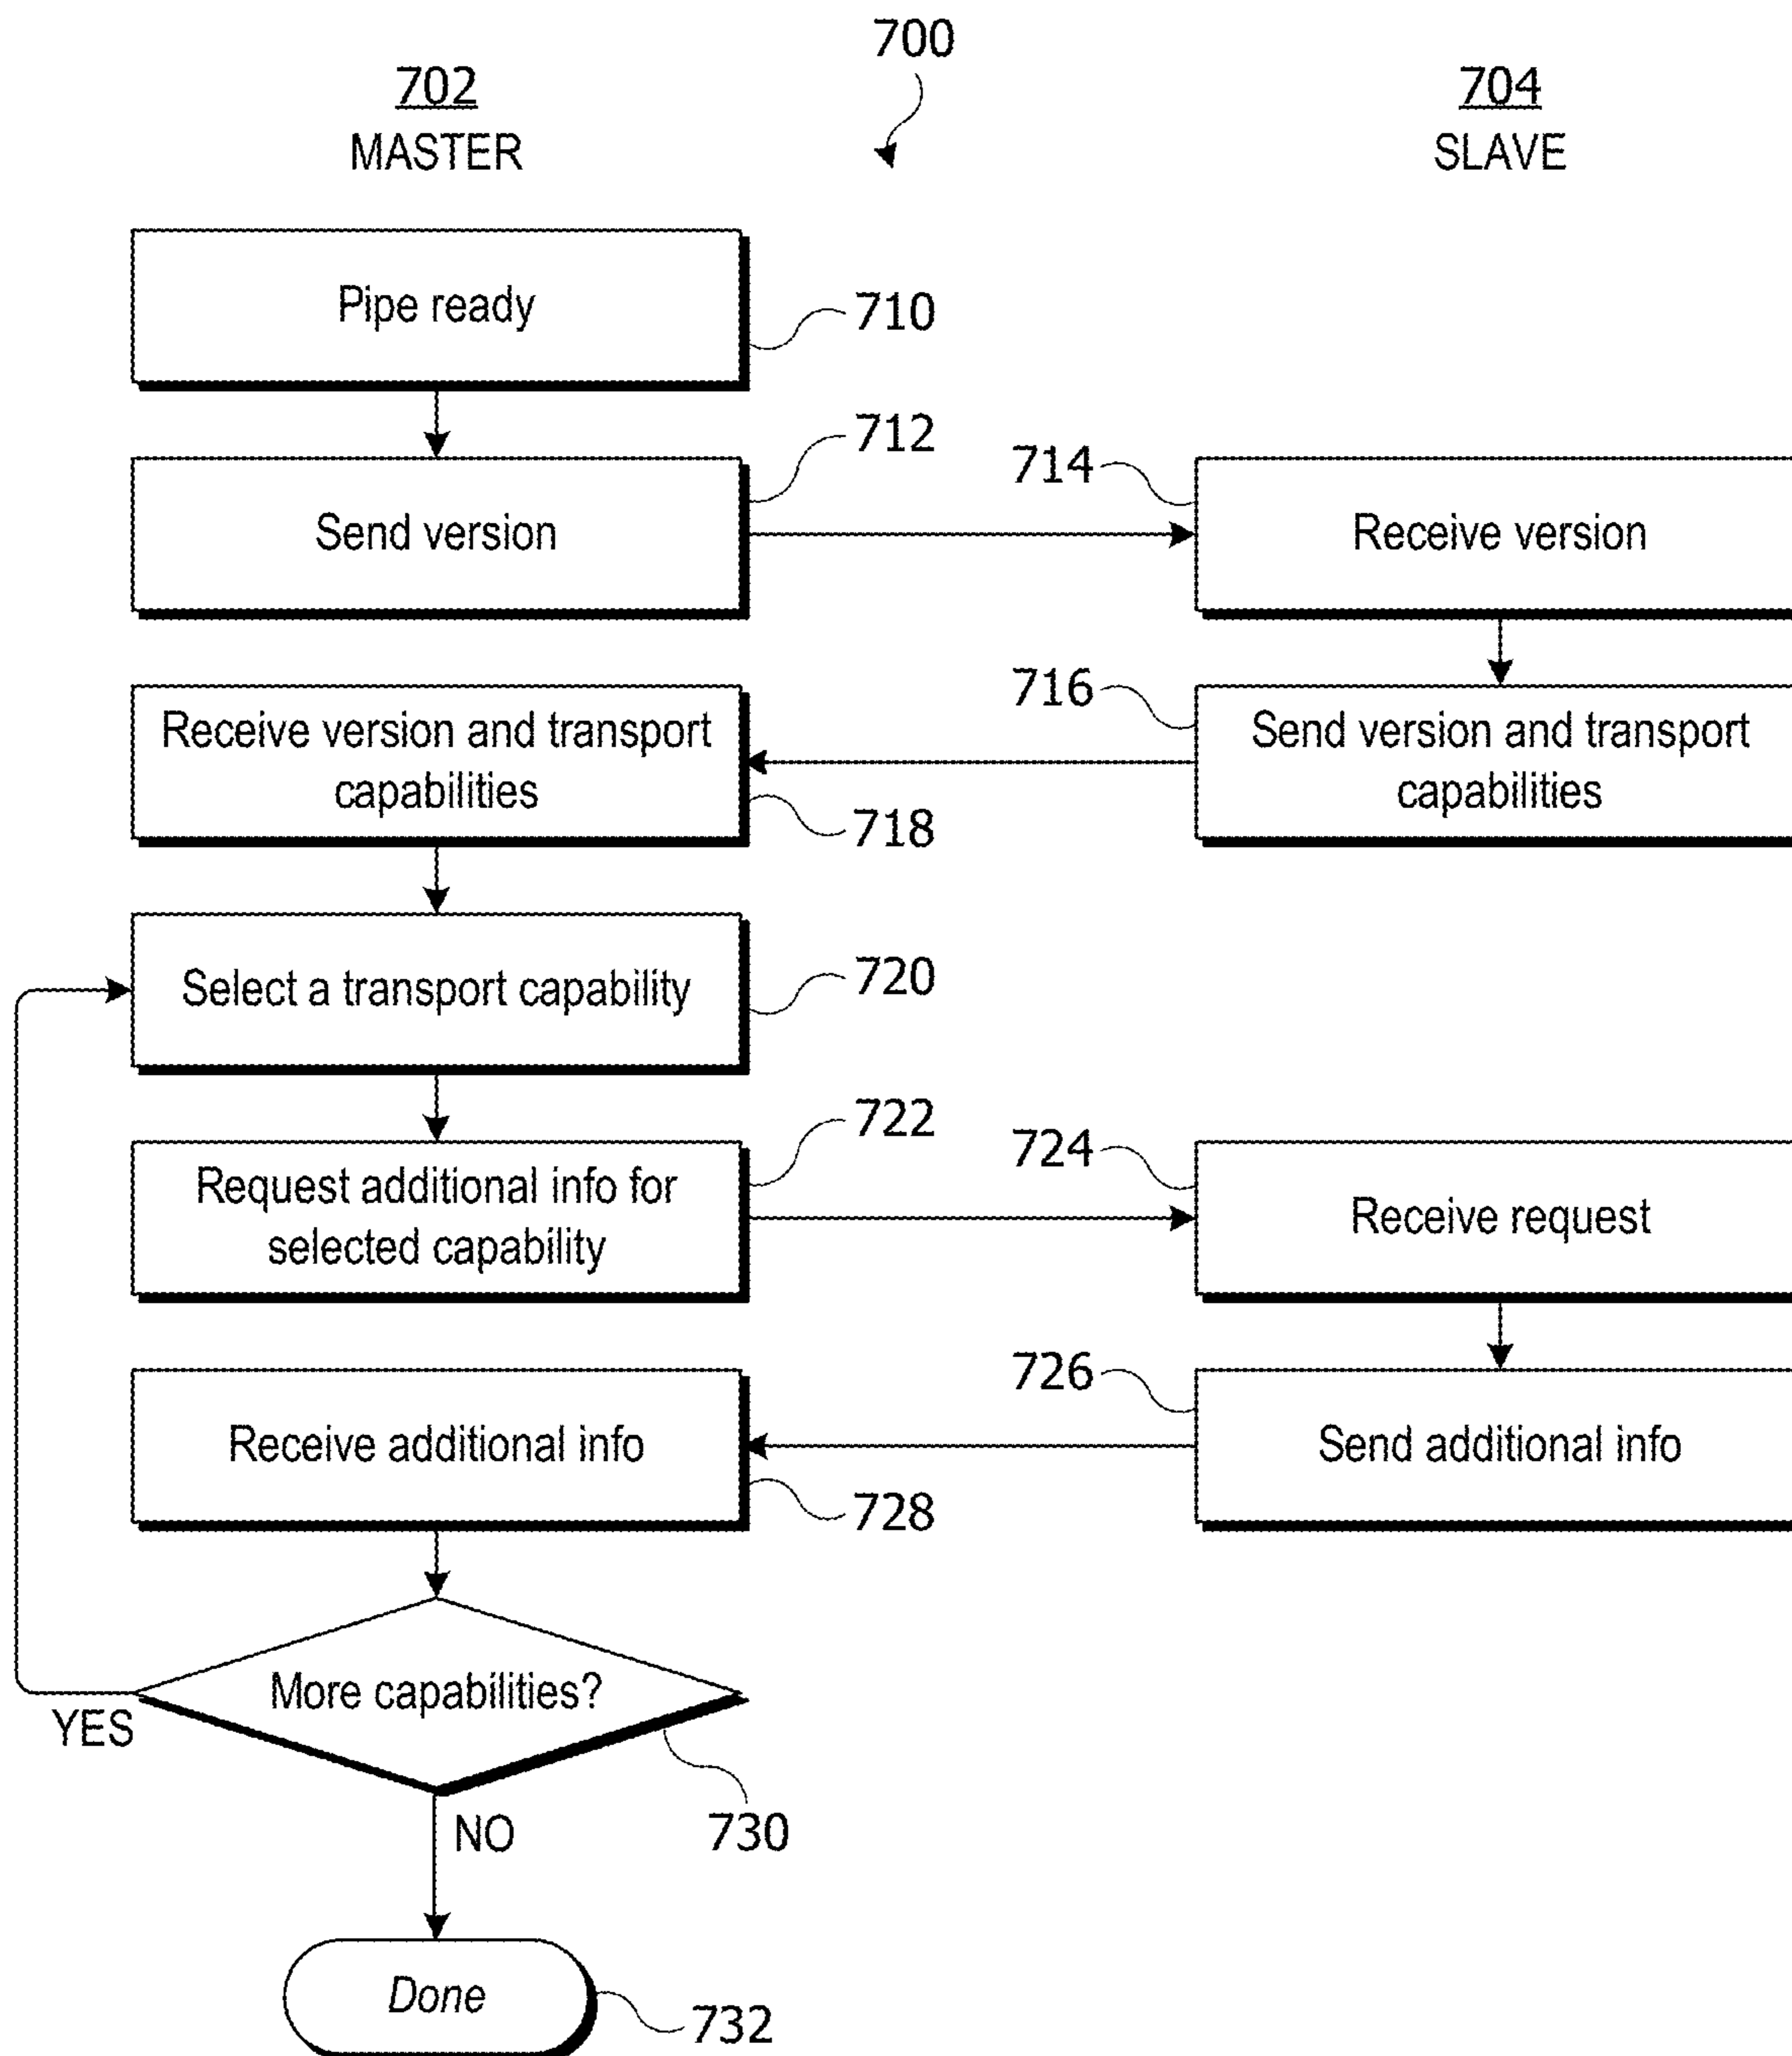 700
702
MASTER
704
SLAVE
Pipe ready
710
712
Send version
714
Receive version
Receive version and transport
capabilities
718
716
Send version and transport
capabilities
Select a transport capability
720
722
Request additional info for
selected capability
724
Receive request
Receive additional info
728
726
Send additional info
More capabilities?
YES
730
NO
Done
732